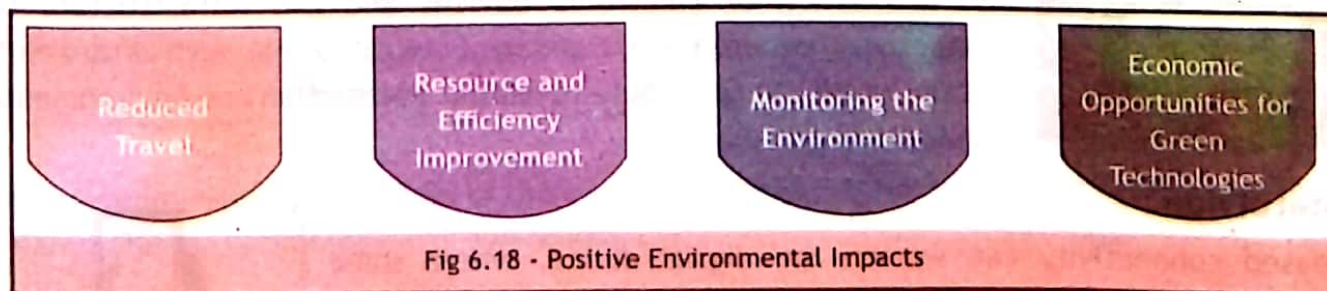 Reduced
Travel
Resource and
Efficiency
Improvement
Monitoring the
Environment
Economic
Opportunities for
Green
Technologies
Fig 6.18 - Positive Environmental Impacts